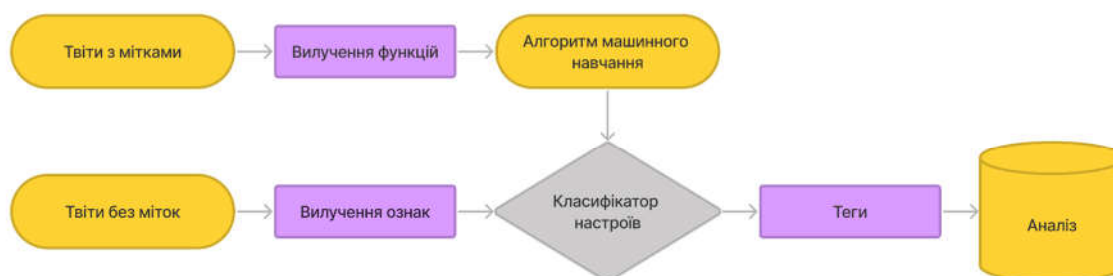 Твіти з мітками
Вилучення функцій
Алгоритм машинного
навчання
Твіти без міток
Вилучення ознак
Класифікатор
настроїв
Теги
Аналіз